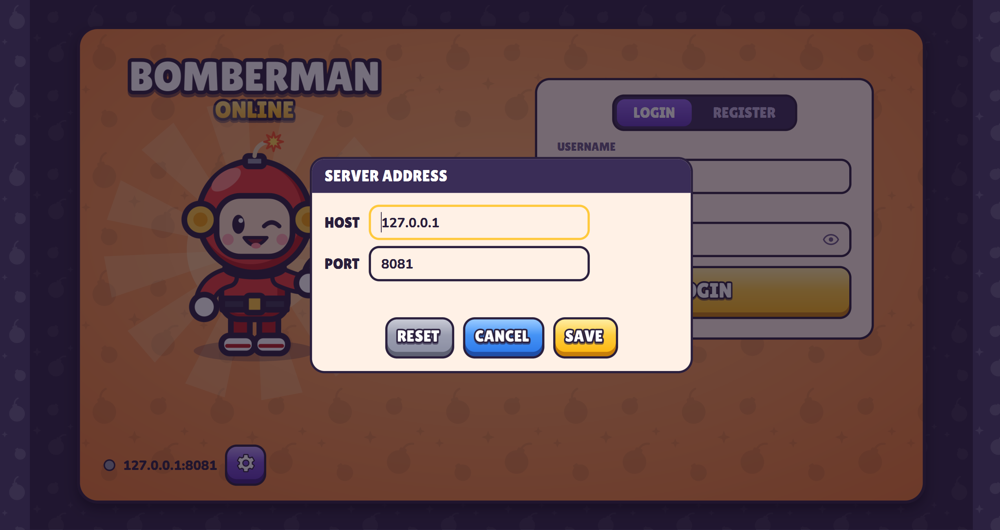 BOMBERMAN
ONLINE
LOGIN REGISTER
USERNAME
SERVER ADDRESS
HOST 127.0.0.1
PORT 8081
OGIN
RESET CANCEL SAVE
127.0.0.1:8081